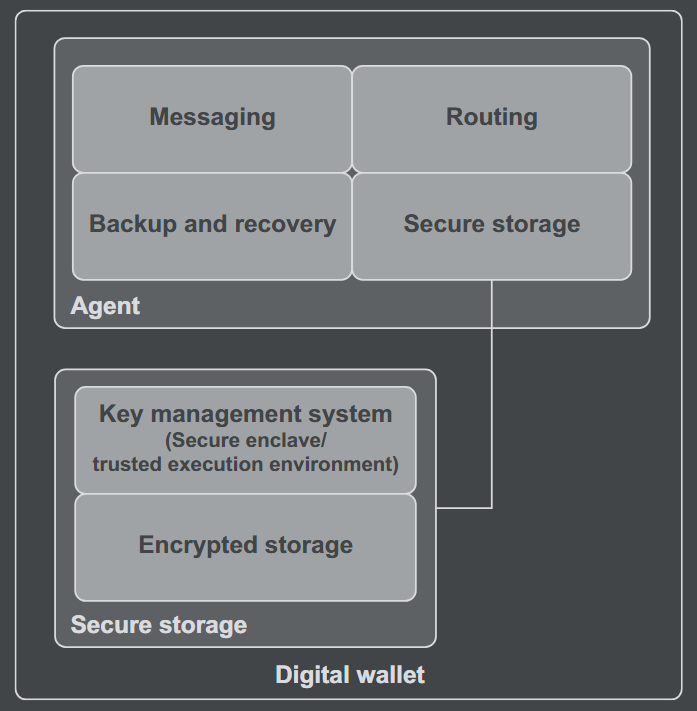 Messaging
Routing
Backup and recovery
Secure storage
Agent
Key management system
(Secure enclave/
trusted execution environment)
Encrypted storage
Secure storage
Digital wallet